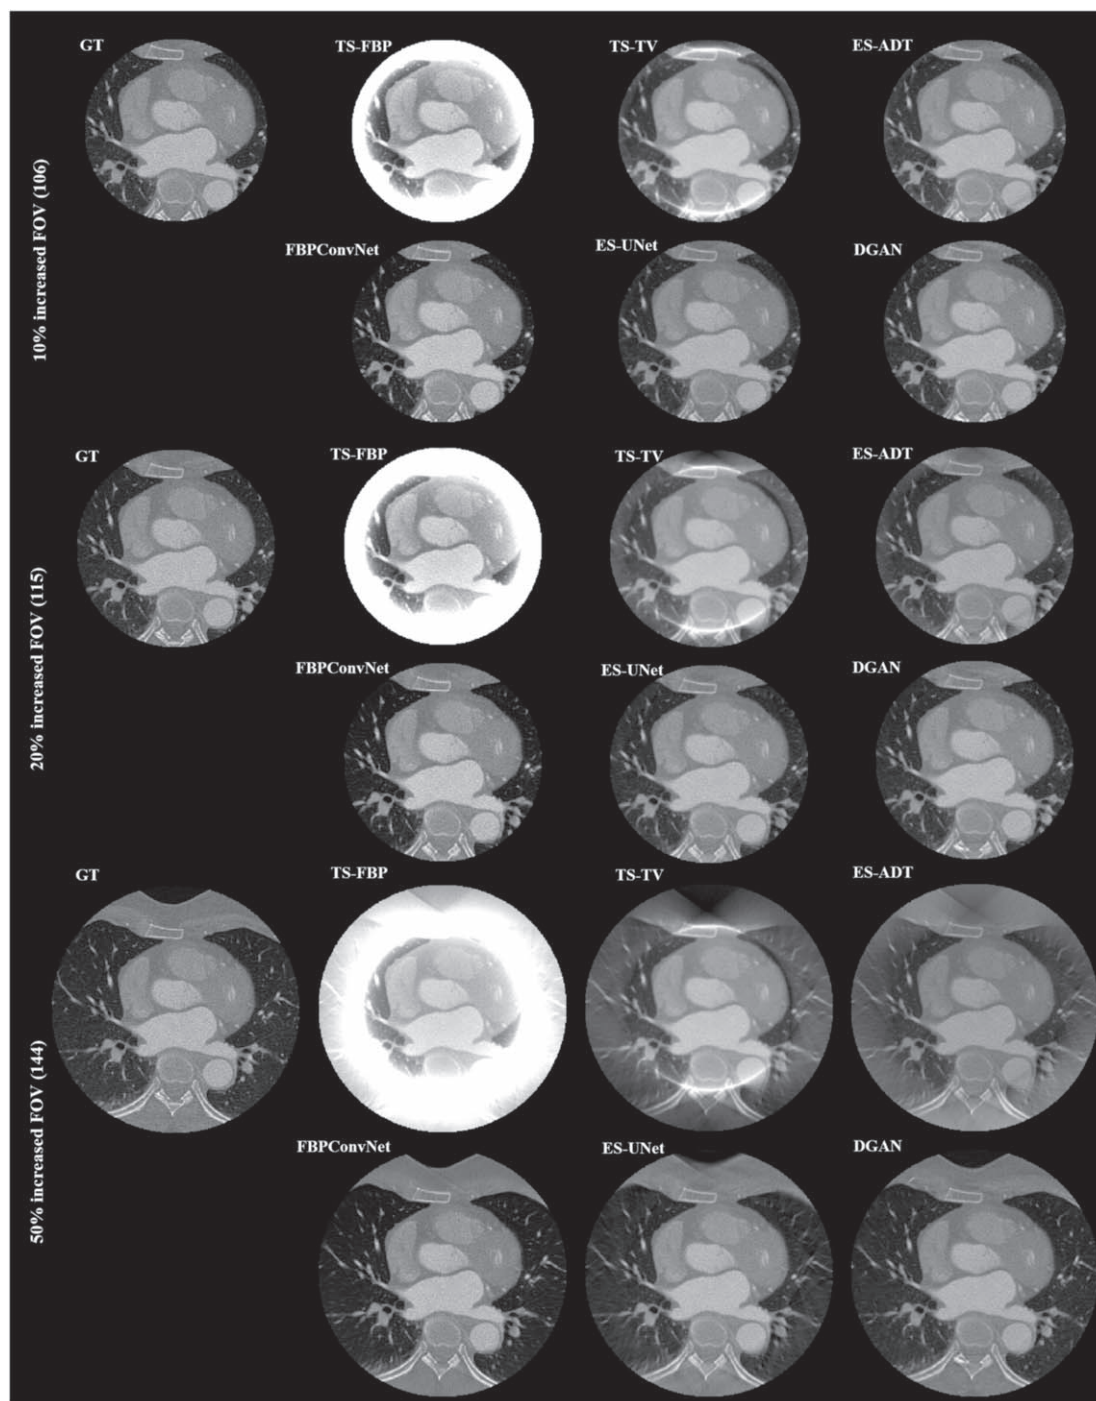 GT
TS-FBP
TS-TV
ES-ADT
10% increased FOV (106)
FBPConvNet
ES-UNet
DGAN
GT
TS-FBP
TS-TV
ES-ADT
20% increased FOV (115)
FBPConvNet
ES-UNet
DGAN
GT
TS-FBP
TS-TV
ES-ADT
50% increased FOV (144)
FBPConvNet
ES-UNet
DGAN